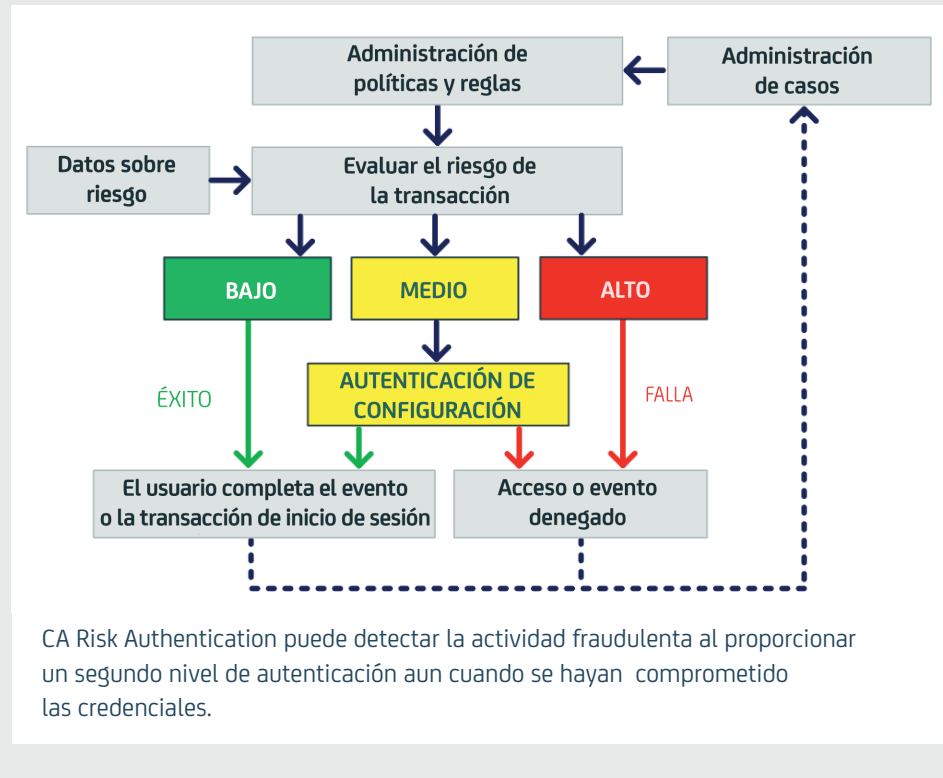 Administración de
políticas y reglas
Administración
de casos
Datos sobre
riesgo
Evaluar el riesgo de
la transacción
BAJO
MEDIO
ALTO
AUTENTICACIÓN DE
CONFIGURACIÓN
ÉXITO
FALLA
El usuario completa el evento
o la transacción de inicio de sesión
Acceso o evento
denegado
CA Risk Authentication puede detectar la actividad fraudulenta al proporcionar
un segundo nivel de autenticación aun cuando se hayan comprometido
las credenciales.